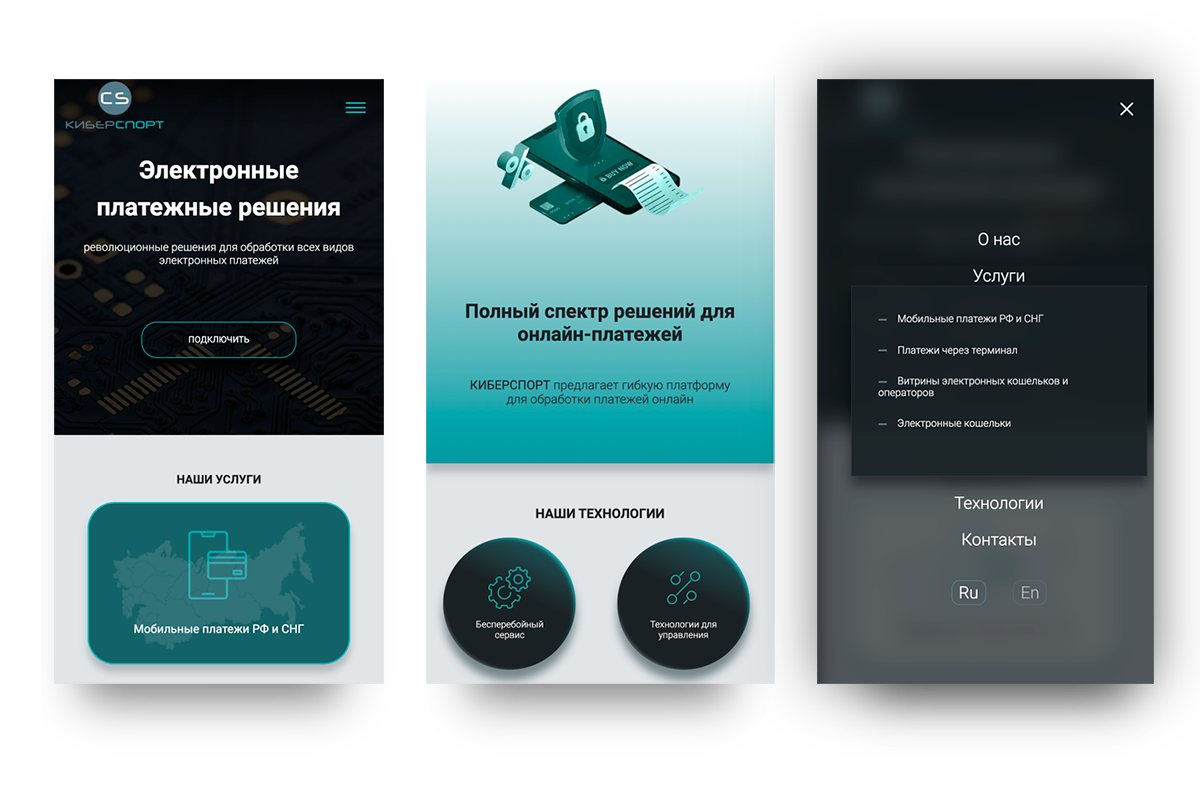 CS
КИБЕРСПОРТ
Электронные
платежные решения
революционные решения для обработки всех видов
электронных платежей
подключить
НАШИ УСЛУГИ
Мобильные платежи РФ и СНГ
BUY NOW
Полный спектр решений для
онлайн-платежей
КИБЕРСПОРТ предлагает гибкую платформу
для обработки платежей онлайн
НАШИ ТЕХНОЛОГИИ
Бесперебойный
сервис
Технологии для
управления
О нас
Услуги
— Мобильные платежи РФ и СНГ
— Платежи через терминал
— Витрины электронных кошельков и
операторов
— Электронные кошельки
Технологии
Контакты
Ru
En